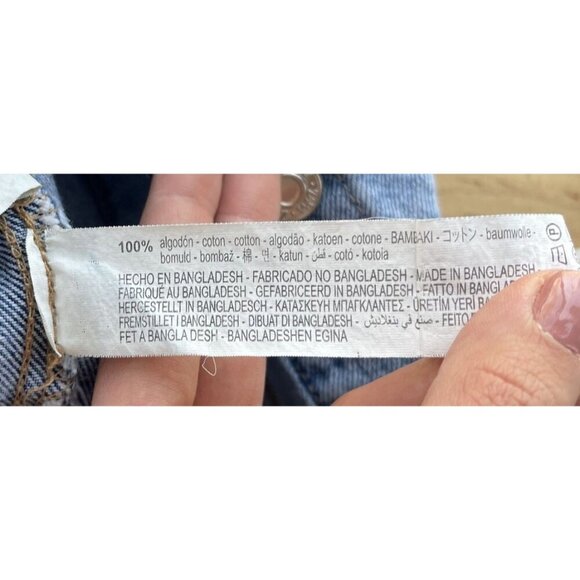 100% algodón - coton - cotton - algodão - katoen - cotone - BAMBAKI - コットン - baumwolle -
bomuld - bombaž - 棉 - 면 - katun - قطن - cotó - kotoia
HECHO EN BANGLADESH - FABRICADO NO BANGLADESH - MADE IN BANGLADESH
FABRIQUÉ AU BANGLADESH - GEFABRICEERD IN BANGLADESH - FATTO IN BANGLADESH
HERGESTELLT IN BANGLADESCH - ΚΑΤΑΣΚΕΥΗ ΜΠΑΓΚΛΑΝΤΕΣ - ÜRETİM YERİ
FREMSTILLET I BANGLADESH - DIBUAT DI BANGLADESH - صنع في بنغلاديش - FEITO
FET A BANGLA DESH - BANGLADESHEN EGINA